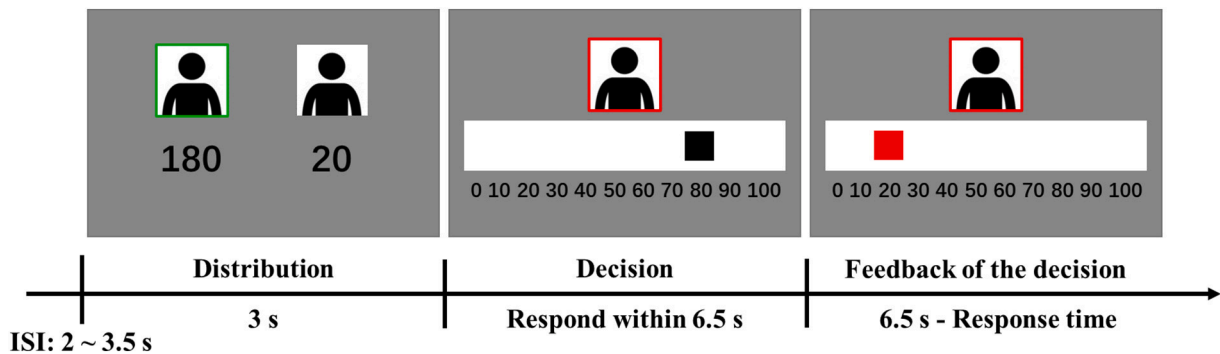 180 20
0 10 20 30 40 50 60 70 80 90 100
0 10 20 30 40 50 60 70 80 90 100
Distribution
Decision
Feedback of the decision
3 s
Respond within 6.5 s
6.5 s - Response time
ISI: 2 ~ 3.5 s